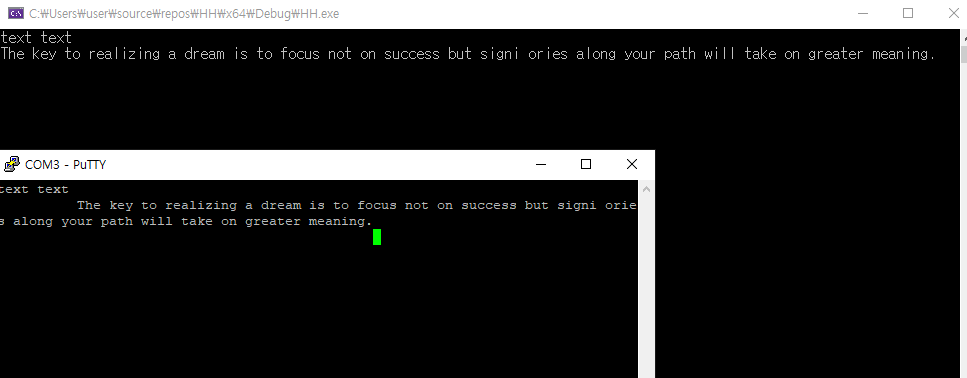 C:₩Users₩user₩source₩repos₩HH₩x64₩Debug₩HH.exe
text text
The key to realizing a dream is to focus not on success but signi ories along your path will take on greater meaning.
COM3 - PuTTY
text text
The key to realizing a dream is to focus not on success but signi orie
s along your path will take on greater meaning.